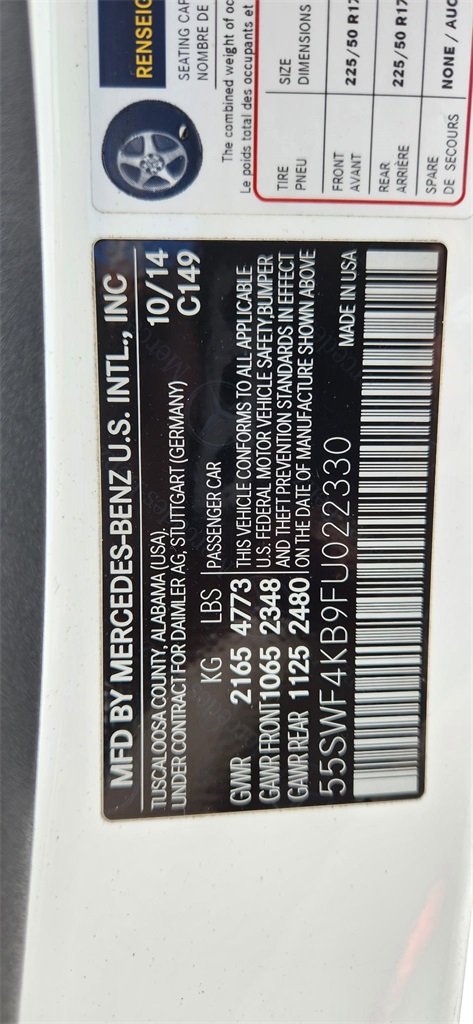 RENSEIG
SEATING CAP
NOMBRE DE
The combined weight of oc
Le poids total des occupants et
TIRE
PNEU
SIZE
DIMENSIONS
FRONT
AVANT
225/50 R17
REAR
ARRIÈRE
225/50 R17
SPARE
DE SECOURS
NONE / AUC
MFD BY MERCEDES-BENZ U.S. INTL., INC
TUSCALOOSA COUNTY, ALABAMA (USA). 10/14
UNDER CONTRACT FOR DAIMLER AG, STUTTGART (GERMANY) C149
KG LBS PASSENGER CAR
GWR 2165 4773 THIS VEHICLE CONFORMS TO ALL APPLICABLE
GAWR FRONT 1065 2348 U.S. FEDERAL MOTOR VEHICLE SAFETY,BUMPER
GAWR REAR 1125 2480 AND THEFT PREVENTION STANDARDS IN EFFECT
ON THE DATE OF MANUFACTURE SHOWN ABOVE
55SWF4KB9FU022330 MADE IN USA